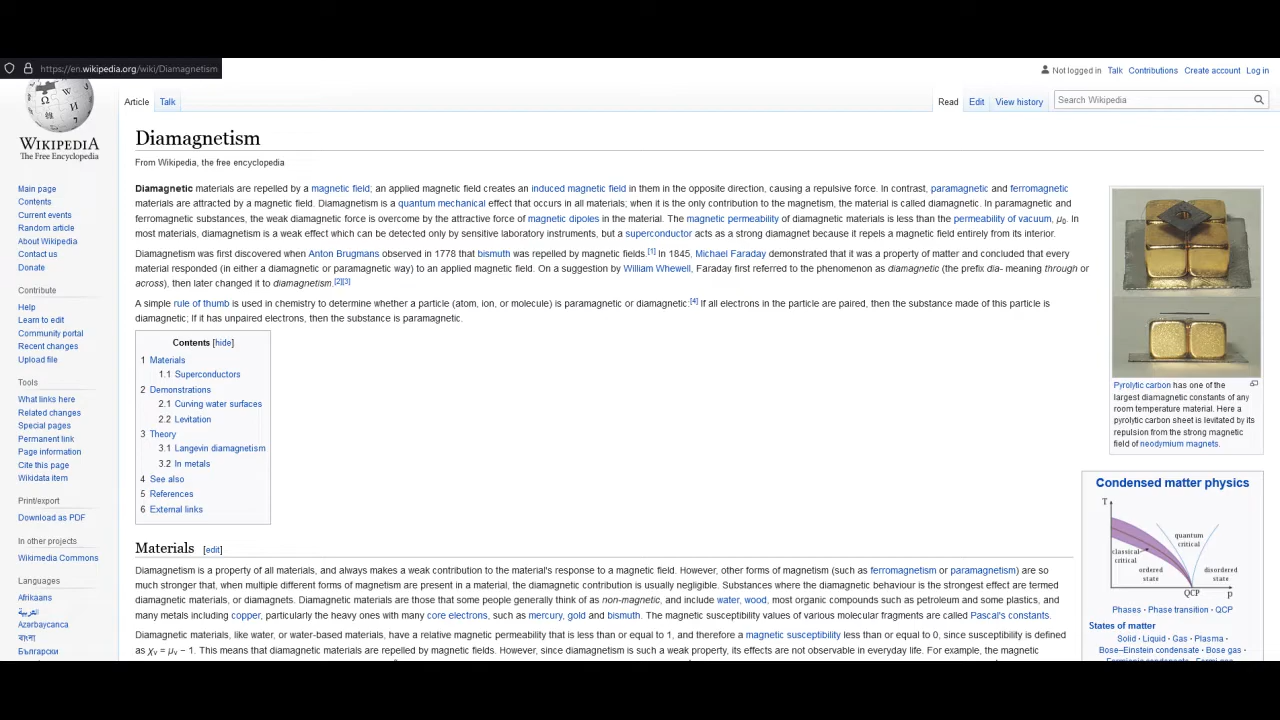 https://en.wikipedia.org/wiki/Diamagnetism
Not logged in Talk Contributions Create account Log in
Article Talk
Read Edit View history Search Wikipedia
WIKIPEDIA
The Free Encyclopedia
Main page
Contents
Current events
Random article
About Wikipedia
Contact us
Donate
Contribute
Help
Learn to edit
Community portal
Recent changes
Upload file
Tools
What links here
Related changes
Special pages
Permanent link
Page information
Cite this page
Wikidata item
Print/export
Download as PDF
In other projects
Wikimedia Commons
Languages
Afrikaans
العربية
Azərbaycanca
বাংলা
Български
Diamagnetism
From Wikipedia, the free encyclopedia
Diamagnetic materials are repelled by a magnetic field; an applied magnetic field creates an induced magnetic field in them in the opposite direction, causing a repulsive force. In contrast, paramagnetic and ferromagnetic
materials are attracted by a magnetic field. Diamagnetism is a quantum mechanical effect that occurs in all materials; when it is the only contribution to the magnetism, the material is called diamagnetic. In paramagnetic and
ferromagnetic substances, the weak diamagnetic force is overcome by the attractive force of magnetic dipoles in the material. The magnetic permeability of diamagnetic materials is less than the permeability of vacuum, μ0. In
most materials, diamagnetism is a weak effect which can be detected only by sensitive laboratory instruments, but a superconductor acts as a strong diamagnet because it repels a magnetic field entirely from its interior.
Diamagnetism was first discovered when Anton Brugmans observed in 1778 that bismuth was repelled by magnetic fields.[1] In 1845, Michael Faraday demonstrated that it was a property of matter and concluded that every
material responded (in either a diamagnetic or paramagnetic way) to an applied magnetic field. On a suggestion by William Whewell, Faraday first referred to the phenomenon as diamagnetic (the prefix dia- meaning through or
across), then later changed it to diamagnetism.[2][3]
A simple rule of thumb is used in chemistry to determine whether a particle (atom, ion, or molecule) is paramagnetic or diamagnetic:[4] If all electrons in the particle are paired, then the substance made of this particle is
diamagnetic; If it has unpaired electrons, then the substance is paramagnetic.
Contents [hide]
1 Materials
1.1 Superconductors
2 Demonstrations
2.1 Curving water surfaces
2.2 Levitation
3 Theory
3.1 Langevin diamagnetism
3.2 In metals
4 See also
5 References
6 External links
Materials [edit]
Diamagnetism is a property of all materials, and always makes a weak contribution to the material's response to a magnetic field. However, other forms of magnetism (such as ferromagnetism or paramagnetism) are so
much stronger that, when multiple different forms of magnetism are present in a material, the diamagnetic contribution is usually negligible. Substances where the diamagnetic behaviour is the strongest effect are termed
diamagnetic materials, or diamagnets. Diamagnetic materials are those that some people generally think of as non-magnetic, and include water, wood, most organic compounds such as petroleum and some plastics, and
many metals including copper, particularly the heavy ones with many core electrons, such as mercury, gold and bismuth. The magnetic susceptibility values of various molecular fragments are called Pascal's constants.
Diamagnetic materials, like water, or water-based materials, have a relative magnetic permeability that is less than or equal to 1, and therefore a magnetic susceptibility less than or equal to 0, since susceptibility is defined
as χv = μv − 1. This means that diamagnetic materials are repelled by magnetic fields. However, since diamagnetism is such a weak property, its effects are not observable in everyday life. For example, the magnetic
Pyrolytic carbon has one of the
largest diamagnetic constants of any
room temperature material. Here a
pyrolytic carbon sheet is levitated by its
repulsion from the strong magnetic
field of neodymium magnets.
Condensed matter physics
T
quantum
critical
classical
critical
ordered
state
disordered
state
QCP
p
Phases · Phase transition · QCP
States of matter
Solid · Liquid · Gas · Plasma ·
Bose–Einstein condensate · Bose gas ·